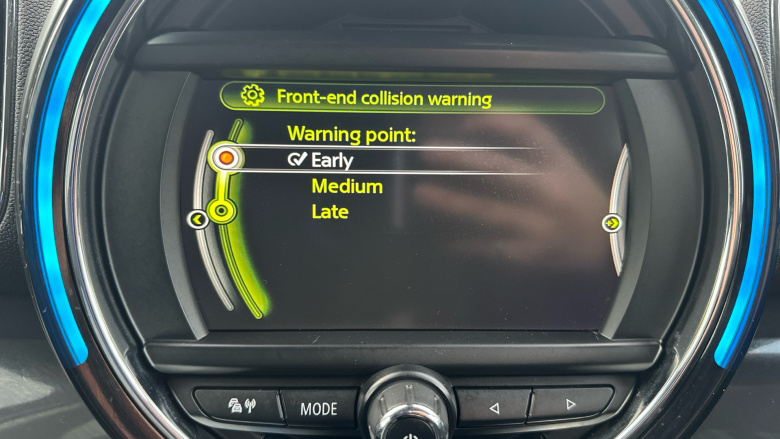 Front-end collision warning
Warning point:
Early
Medium
Late
MODE